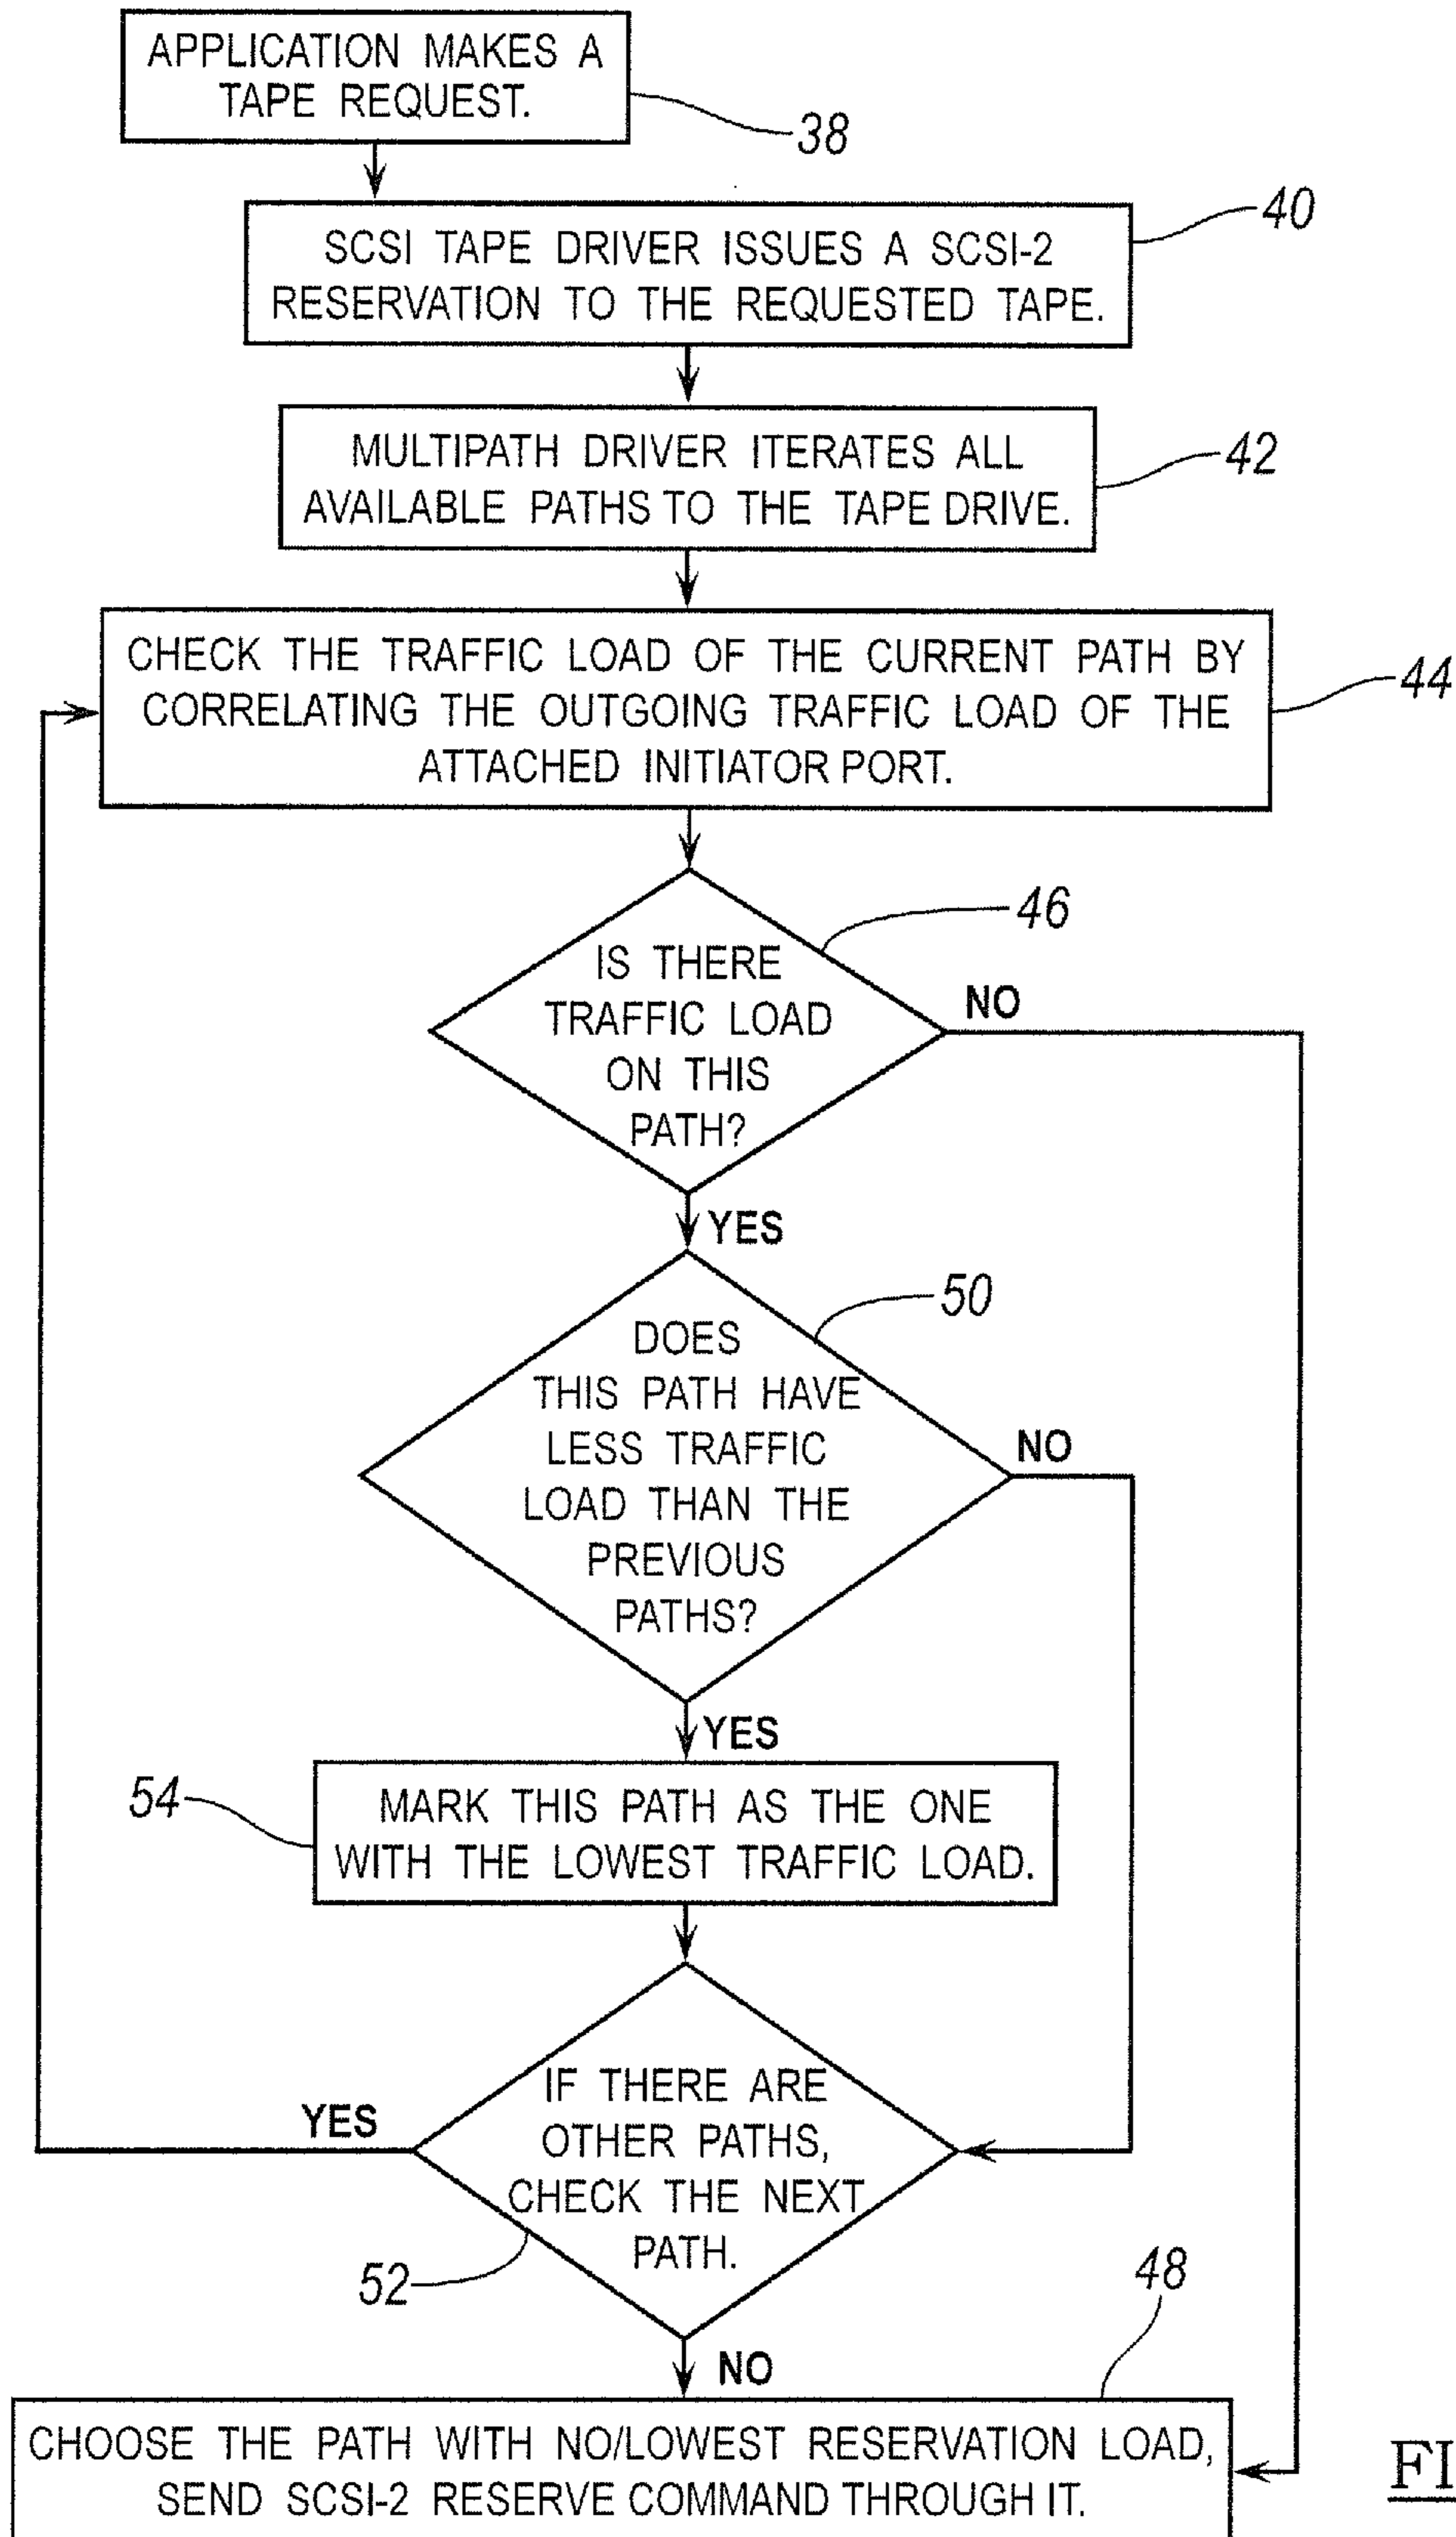 APPLICATION MAKES A
TAPE REQUEST.
38
SCSI TAPE DRIVER ISSUES A SCSI-2
RESERVATION TO THE REQUESTED TAPE.
40
MULTIPATH DRIVER ITERATES ALL
AVAILABLE PATHS TO THE TAPE DRIVE.
42
CHECK THE TRAFFIC LOAD OF THE CURRENT PATH BY
CORRELATING THE OUTGOING TRAFFIC LOAD OF THE
ATTACHED INITIATOR PORT.
44
46
IS THERE
TRAFFIC LOAD
ON THIS
PATH?
NO
YES
50
DOES
THIS PATH HAVE
LESS TRAFFIC
LOAD THAN THE
PREVIOUS
PATHS?
NO
YES
54
MARK THIS PATH AS THE ONE
WITH THE LOWEST TRAFFIC LOAD.
IF THERE ARE
OTHER PATHS,
CHECK THE NEXT
PATH.
YES
52
NO
48
CHOOSE THE PATH WITH NO/LOWEST RESERVATION LOAD,
SEND SCSI-2 RESERVE COMMAND THROUGH IT.
FI